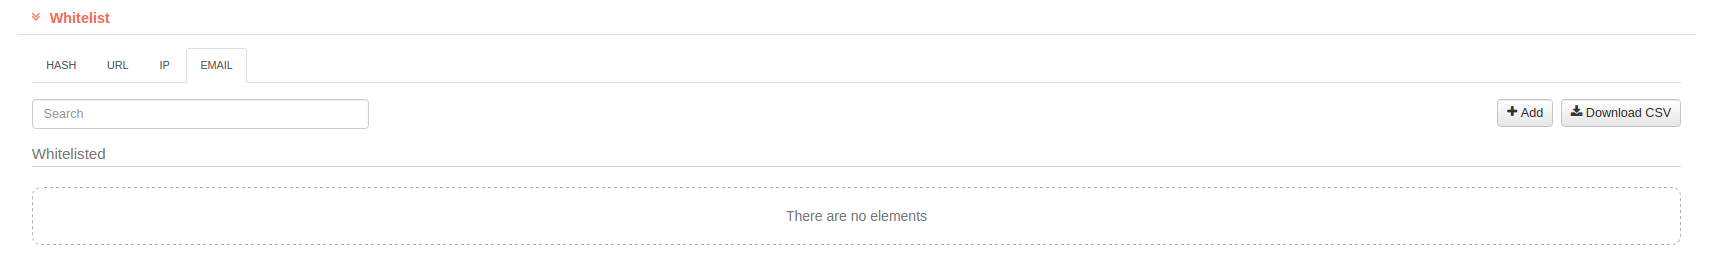 Whitelist
HASH URL IP EMAIL
Search Add Download CSV
Whitelisted
There are no elements